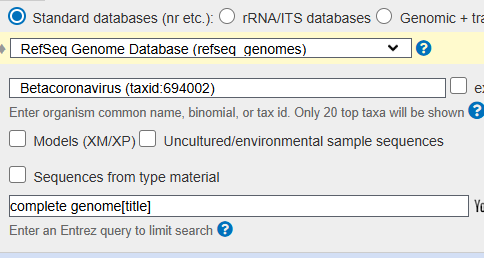 Standard databases (nr etc.): rRNA/ITS databases Genomic + tra
RefSeq Genome Database (refseq_genomes)
Betacoronavirus (taxid:694002) ex
Enter organism common name, binomial, or tax id. Only 20 top taxa will be shown
Models (XM/XP) Uncultured/environmental sample sequences
Sequences from type material
complete genome[title]
Enter an Entrez query to limit search